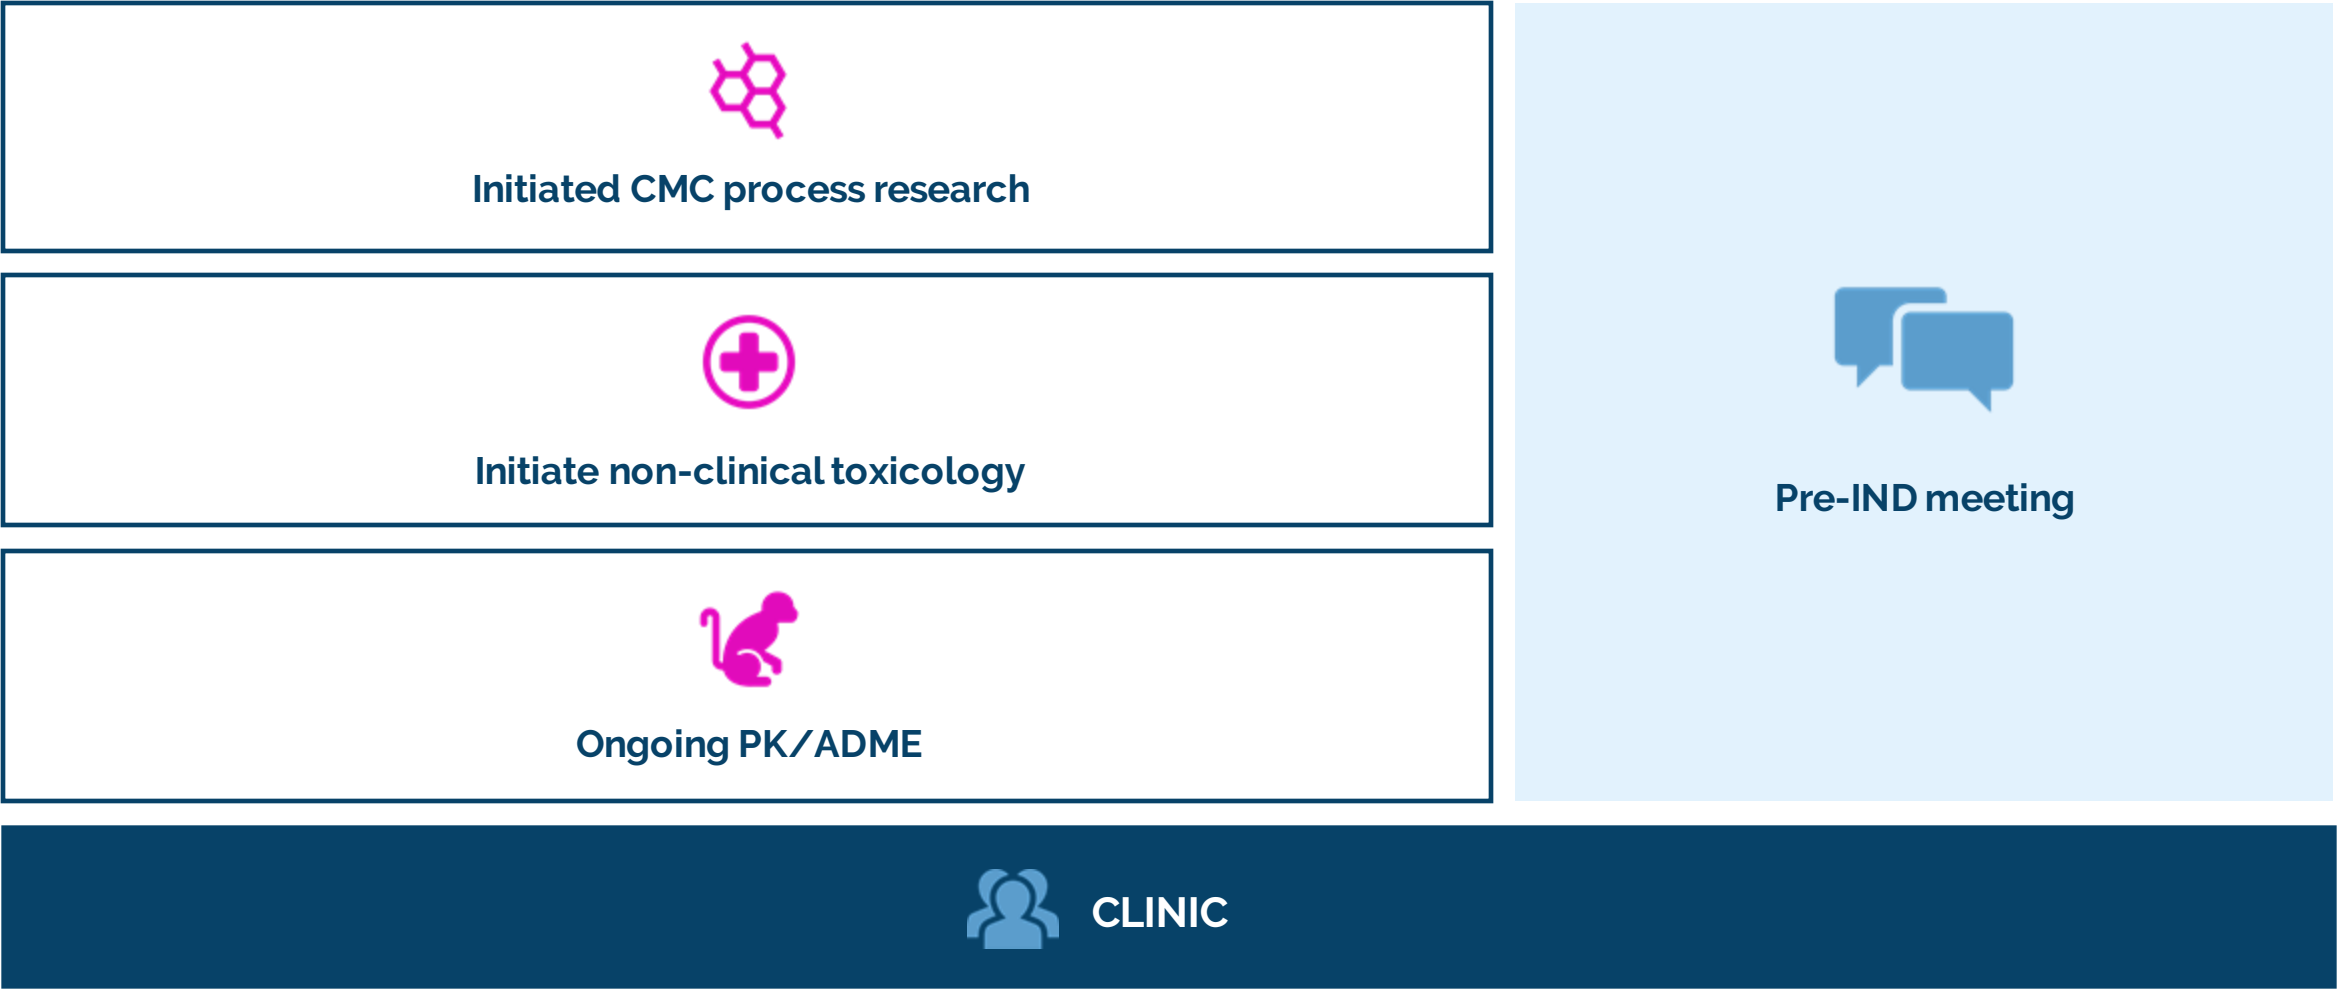 Initiated CMC process research
Initiate non-clinical toxicology
Ongoing PK/ADME
Pre-IND meeting
CLINIC